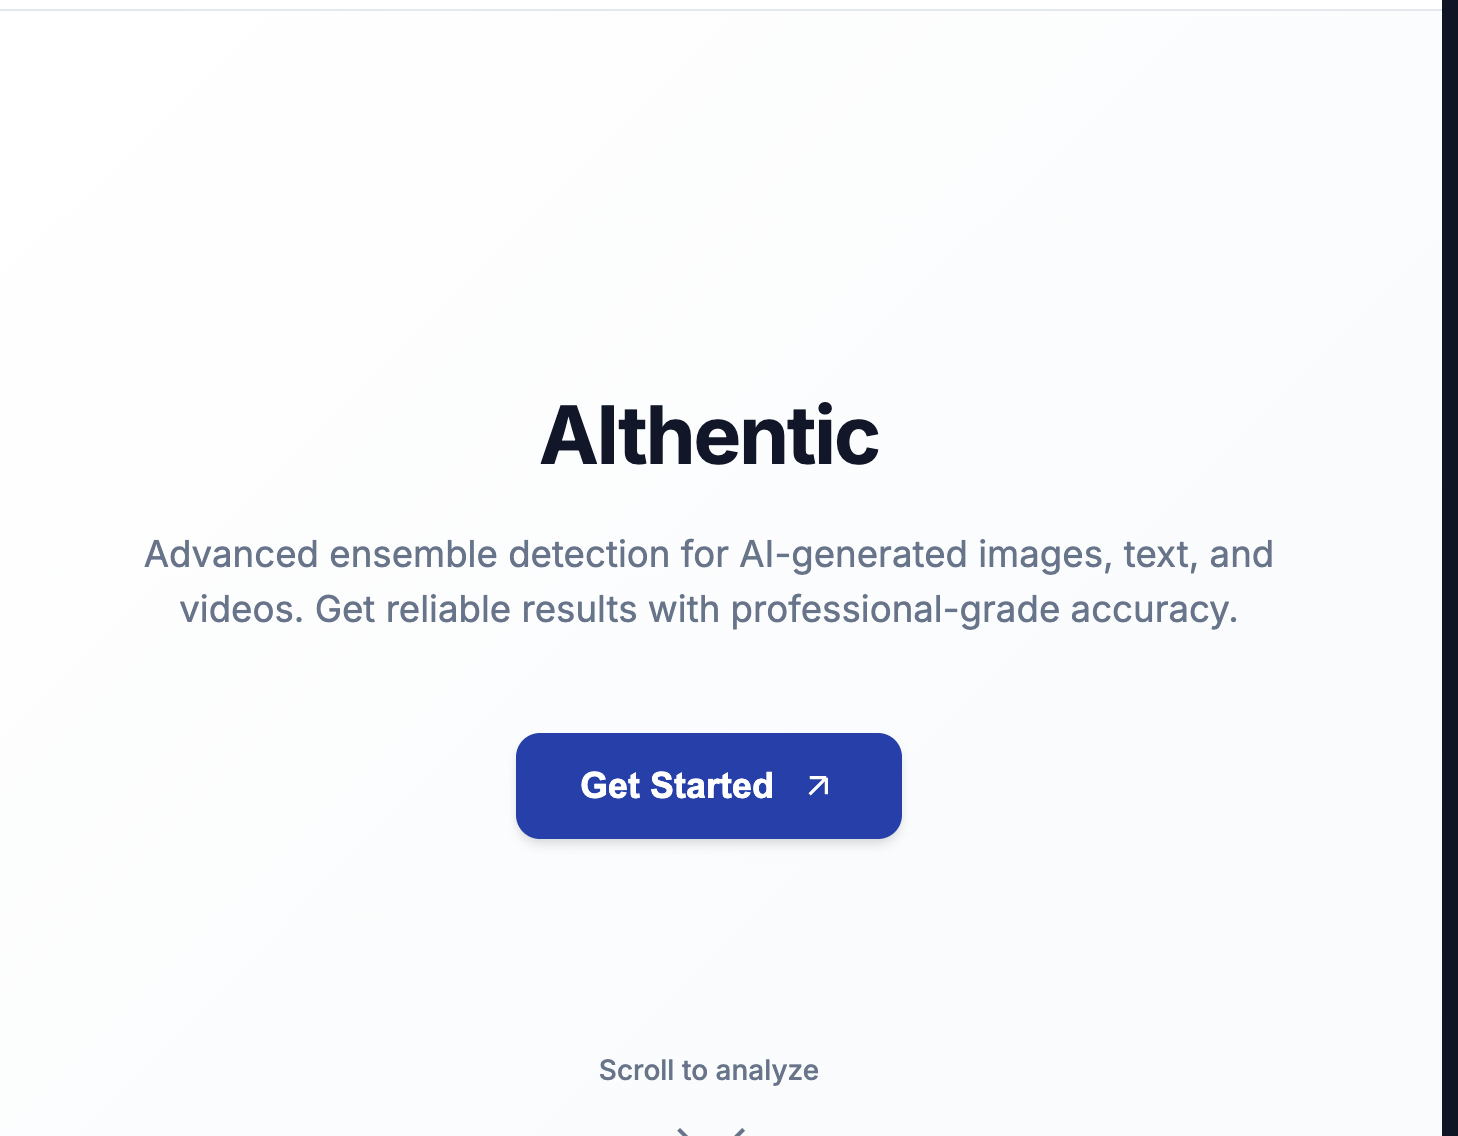 AIthentic
Advanced ensemble detection for AI-generated images, text, and
videos. Get reliable results with professional-grade accuracy.
Get Started
Scroll to analyze